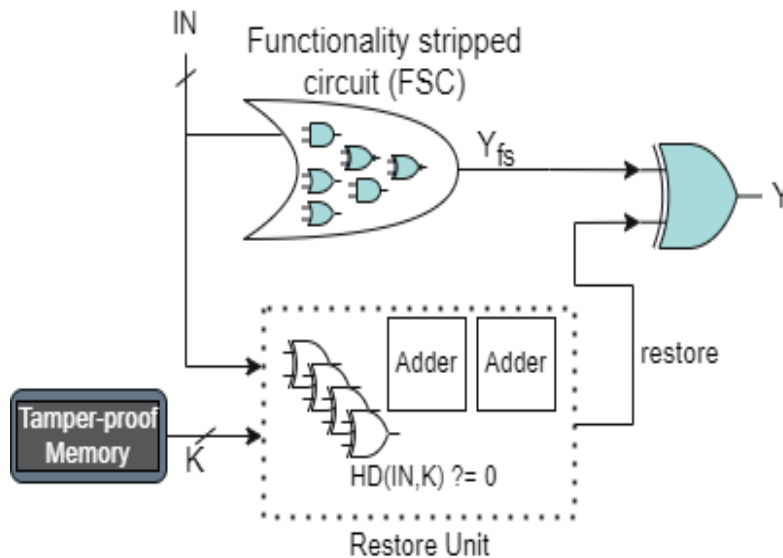 IN
Functionality stripped
circuit (FSC)
Yfs
Y
Adder
Adder
restore
Tamper-proof
Memory
K
HD(IN,K) ?= 0
Restore Unit